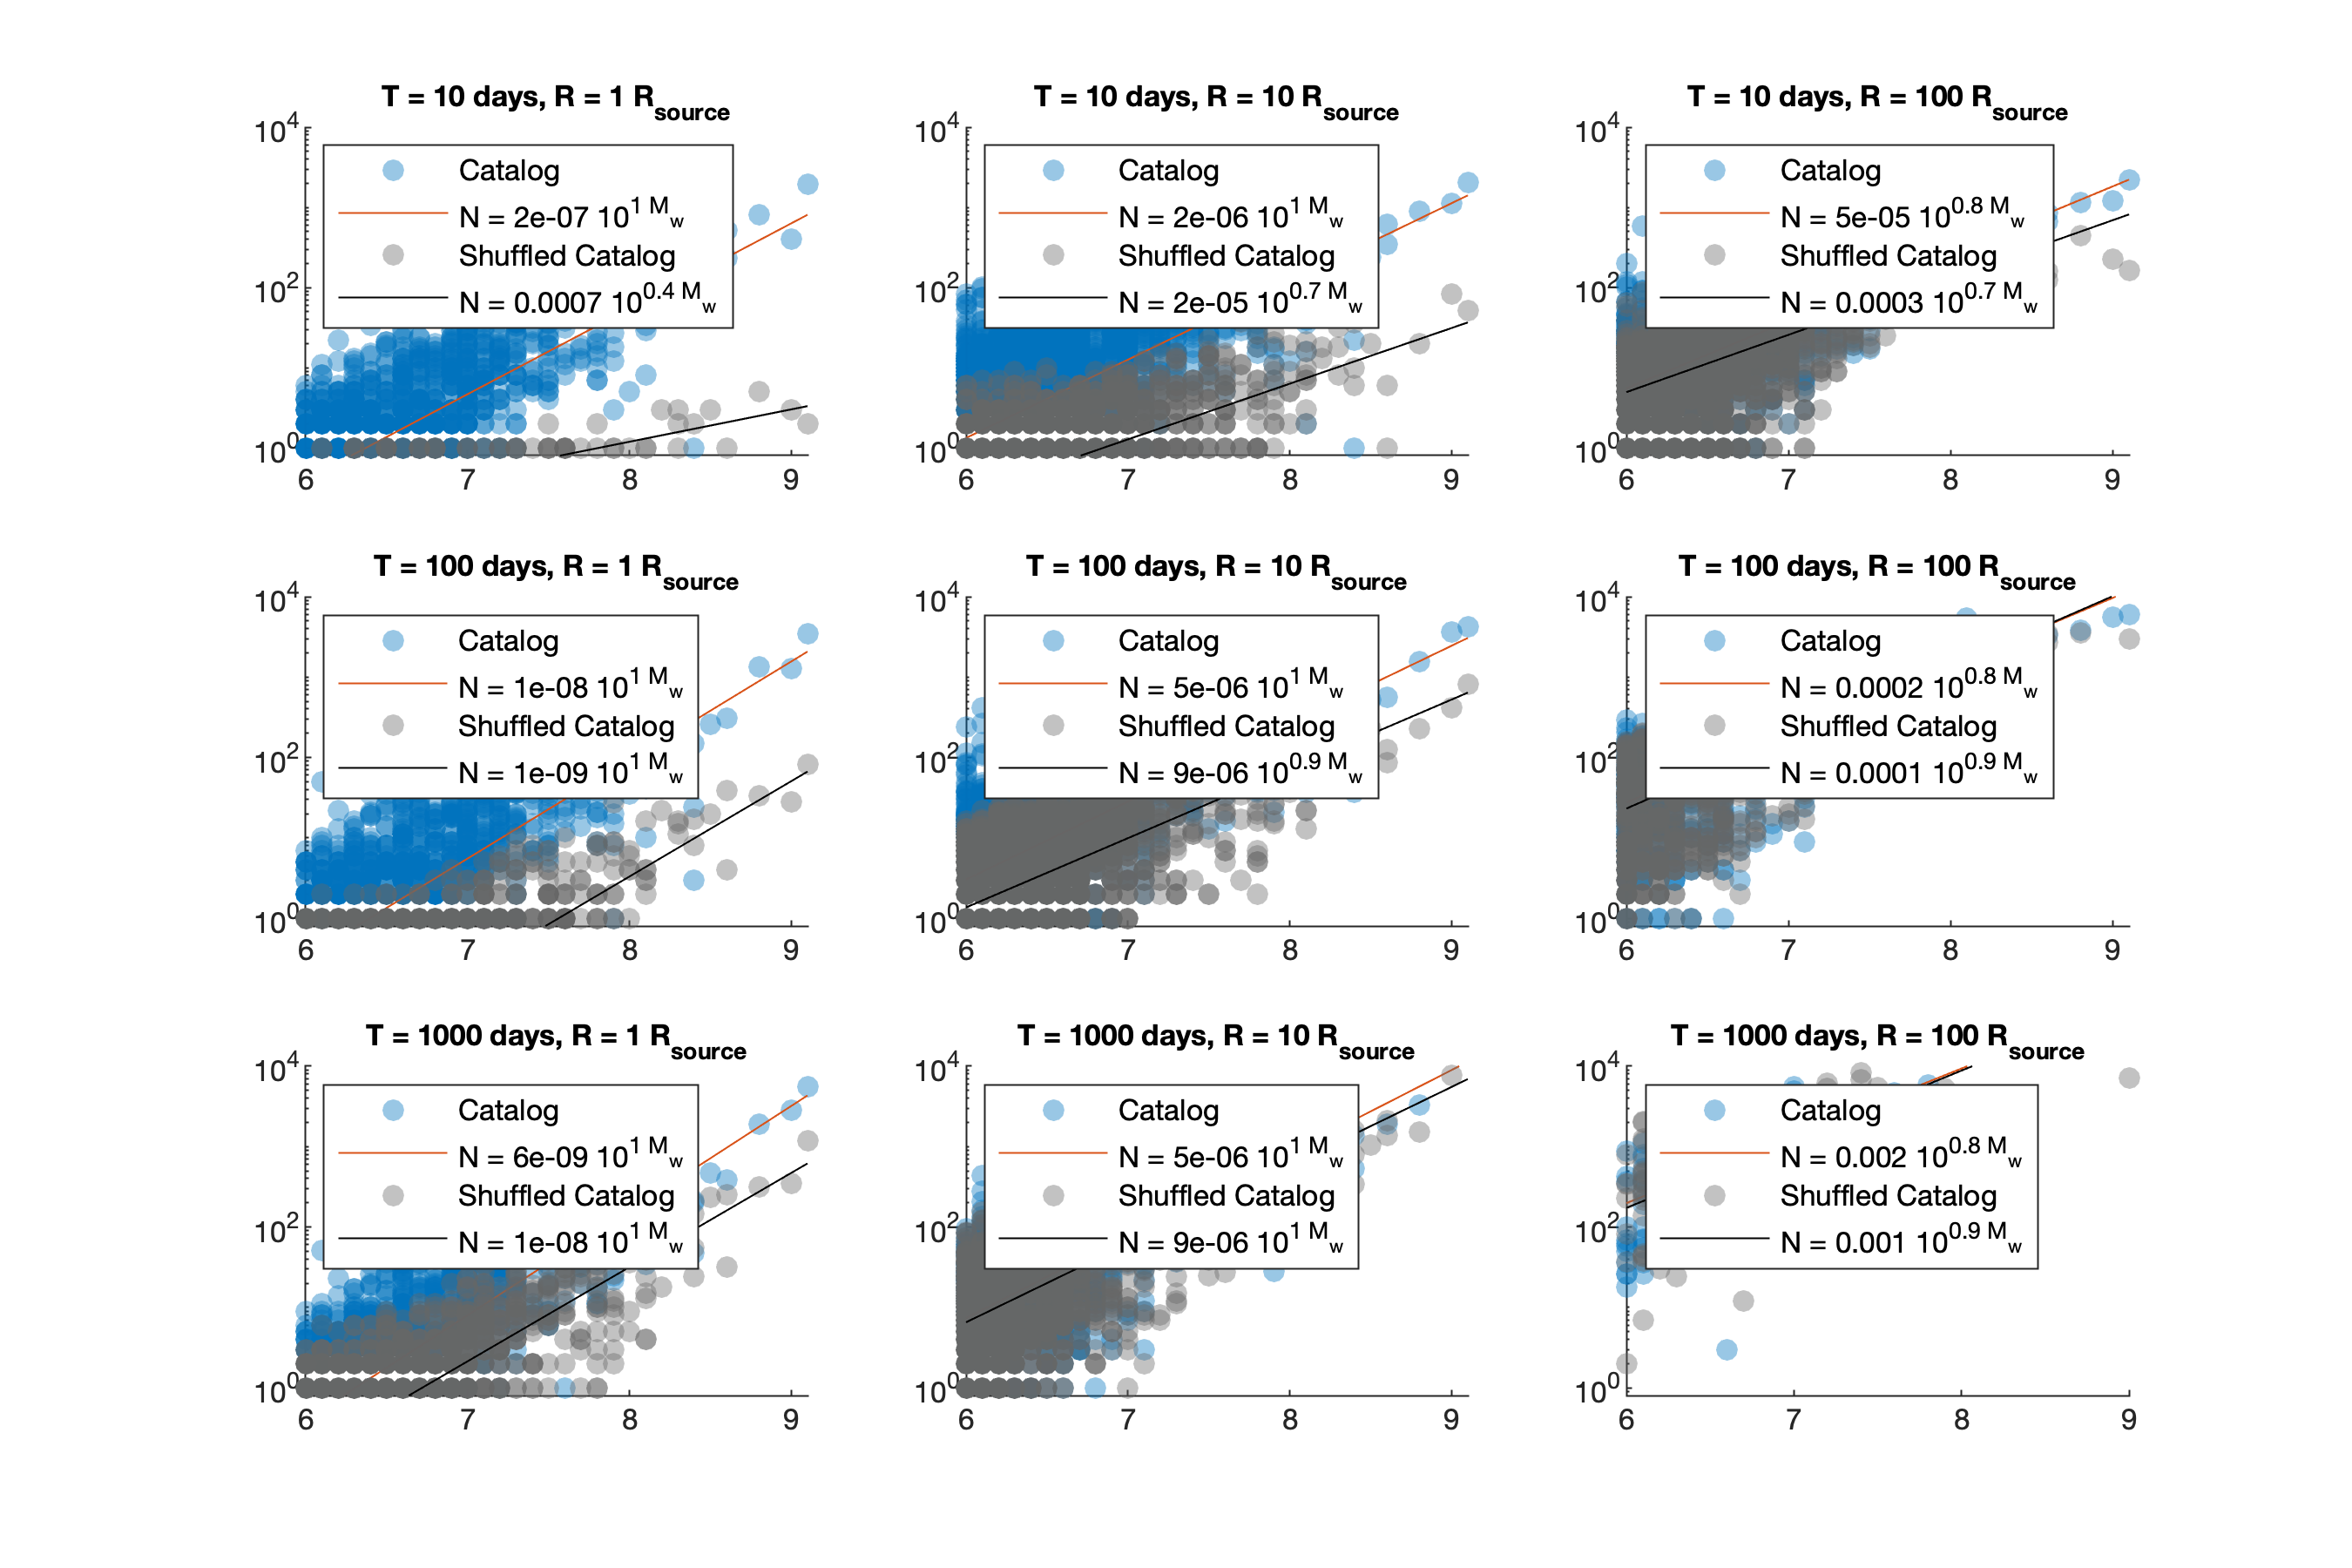 T = 10 days, R = 1 R_source
10^4
10^2
10^0
Catalog
N = 2e-07 10^1 M_w
Shuffled Catalog
N = 0.0007 10^0.4 M_w
6 7 8 9
T = 10 days, R = 10 R_source
10^4
10^2
10^0
Catalog
N = 2e-06 10^1 M_w
Shuffled Catalog
N = 2e-05 10^0.7 M_w
6 7 8 9
T = 10 days, R = 100 R_source
10^4
10^2
10^0
Catalog
N = 5e-05 10^0.8 M_w
Shuffled Catalog
N = 0.0003 10^0.7 M_w
6 7 8 9
T = 100 days, R = 1 R_source
10^4
10^2
10^0
Catalog
N = 1e-08 10^1 M_w
Shuffled Catalog
N = 1e-09 10^1 M_w
6 7 8 9
T = 100 days, R = 10 R_source
10^4
10^2
10^0
Catalog
N = 5e-06 10^1 M_w
Shuffled Catalog
N = 9e-06 10^0.9 M_w
6 7 8 9
T = 100 days, R = 100 R_source
10^4
10^2
10^0
Catalog
N = 0.0002 10^0.8 M_w
Shuffled Catalog
N = 0.0001 10^0.9 M_w
6 7 8 9
T = 1000 days, R = 1 R_source
10^4
10^2
10^0
Catalog
N = 6e-09 10^1 M_w
Shuffled Catalog
N = 1e-08 10^1 M_w
6 7 8 9
T = 1000 days, R = 10 R_source
10^4
10^2
10^0
Catalog
N = 5e-06 10^1 M_w
Shuffled Catalog
N = 9e-06 10^1 M_w
6 7 8 9
T = 1000 days, R = 100 R_source
10^4
10^2
10^0
Catalog
N = 0.002 10^0.8 M_w
Shuffled Catalog
N = 0.001 10^0.9 M_w
6 7 8 9